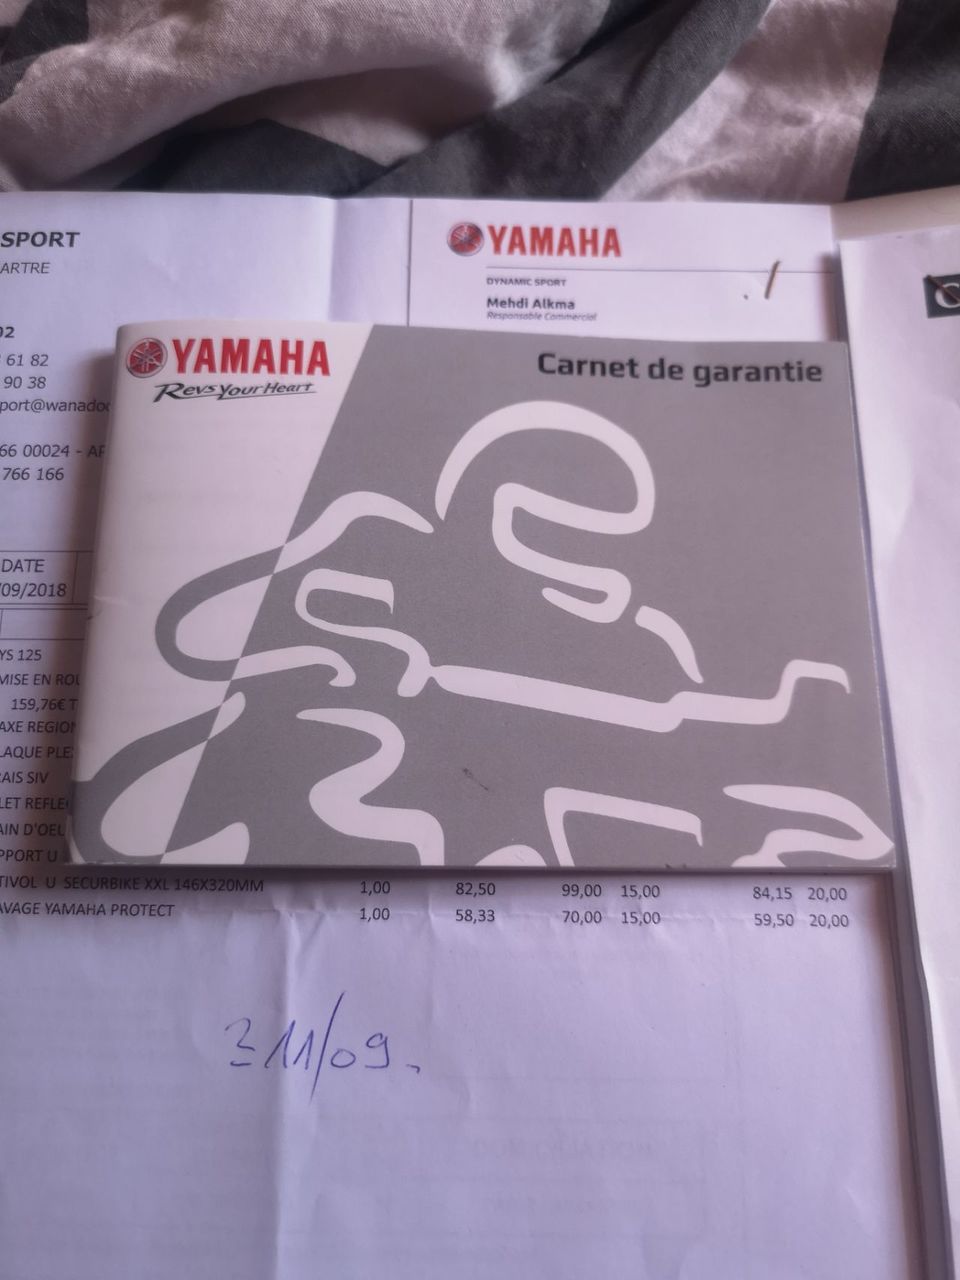 SPORT
ARTRE
02
61 82
90 38
port@wanadoo
66 00024 - AP
766 166
DATE
/09/2018
YS 125
MISE EN ROU
159,76€ T
AXE REGION
LAQUE PLE
AIS SIV
LET REFLE
AIN D'OEU
PPORT U
TIVOL U SECURBIKE XXL 146X320MM 1,00 82,50 99,00 15,00 84,15 20,00
AVAGE YAMAHA PROTECT 1,00 58,33 70,00 15,00 59,50 20,00
11/09.
YAMAHA
DYNAMIC SPORT
Mehdi Alkma
Responsable Commercial
YAMAHA
Revs Your Heart
Carnet de garantie